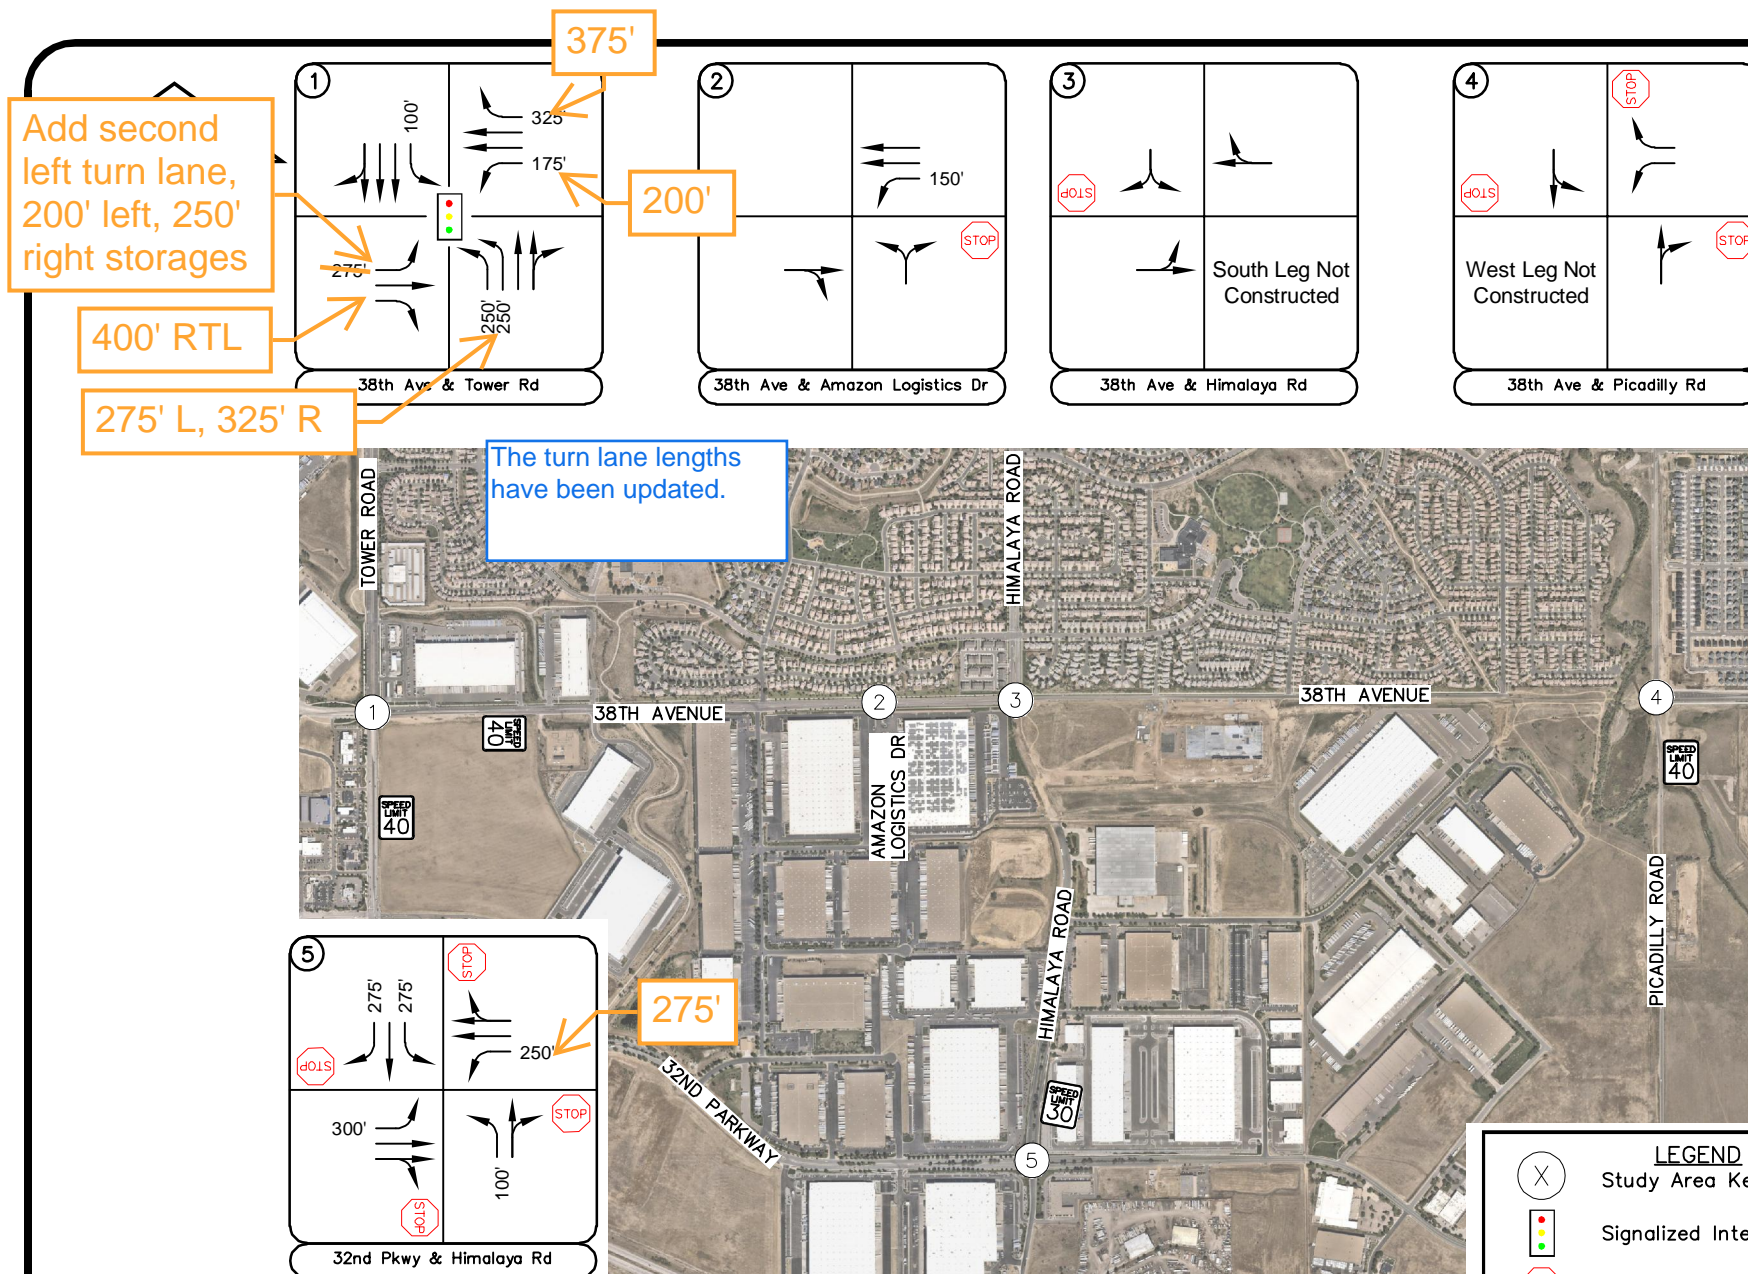 375'
Add second
left turn lane,
200' left, 250'
right storages
400' RTL
275' L, 325' R
200'
1
100'
325'
175'
275'
250'
250'
38th Ave & Tower Rd
2
150'
STOP
38th Ave & Amazon Logistics Dr
3
STOP
South Leg Not
Constructed
38th Ave & Himalaya Rd
4
STOP
STOP
West Leg Not
Constructed
STOP
38th Ave & Picadilly Rd
The turn lane lengths
have been updated.
TOWER ROAD
HIMALAYA ROAD
1
2
3
4
38TH AVENUE
38TH AVENUE
SPEED
LIMIT
40
SPEED
LIMIT
40
SPEED
LIMIT
40
AMAZON
LOGISTICS DR
HIMALAYA ROAD
PICADILLY ROAD
32ND PARKWAY
SPEED
LIMIT
30
5
5
275'
275'
STOP
STOP
250'
275'
300'
STOP
STOP
100'
32nd Pkwy & Himalaya Rd
LEGEND
X
Study Area Ke
Signalized Inte